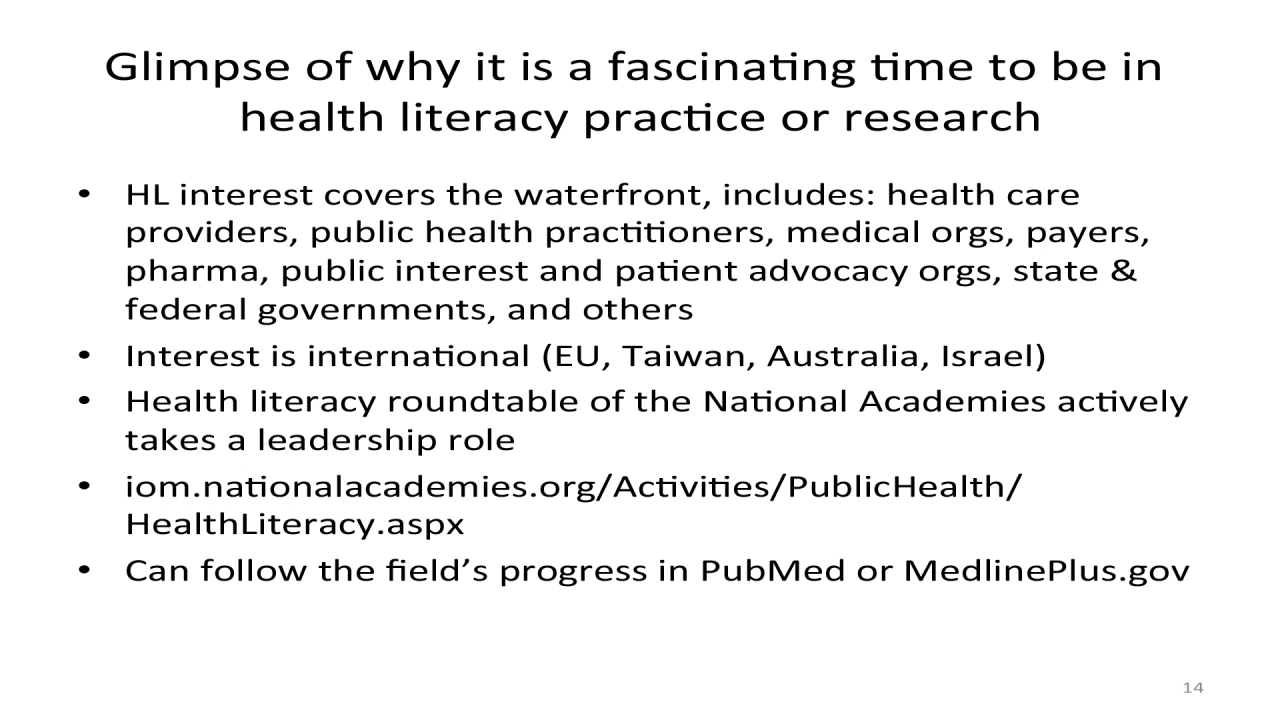 Glimpse of why it is a fascinating time to be in
health literacy practice or research
• HL interest covers the waterfront, includes: health care
providers, public health practitioners, medical orgs, payers,
pharma, public interest and patient advocacy orgs, state &
federal governments, and others
• Interest is international (EU, Taiwan, Australia, Israel)
• Health literacy roundtable of the National Academies actively
takes a leadership role
• iom.nationalacademies.org/Activities/PublicHealth/
HealthLiteracy.aspx
• Can follow the field’s progress in PubMed or MedlinePlus.gov
14